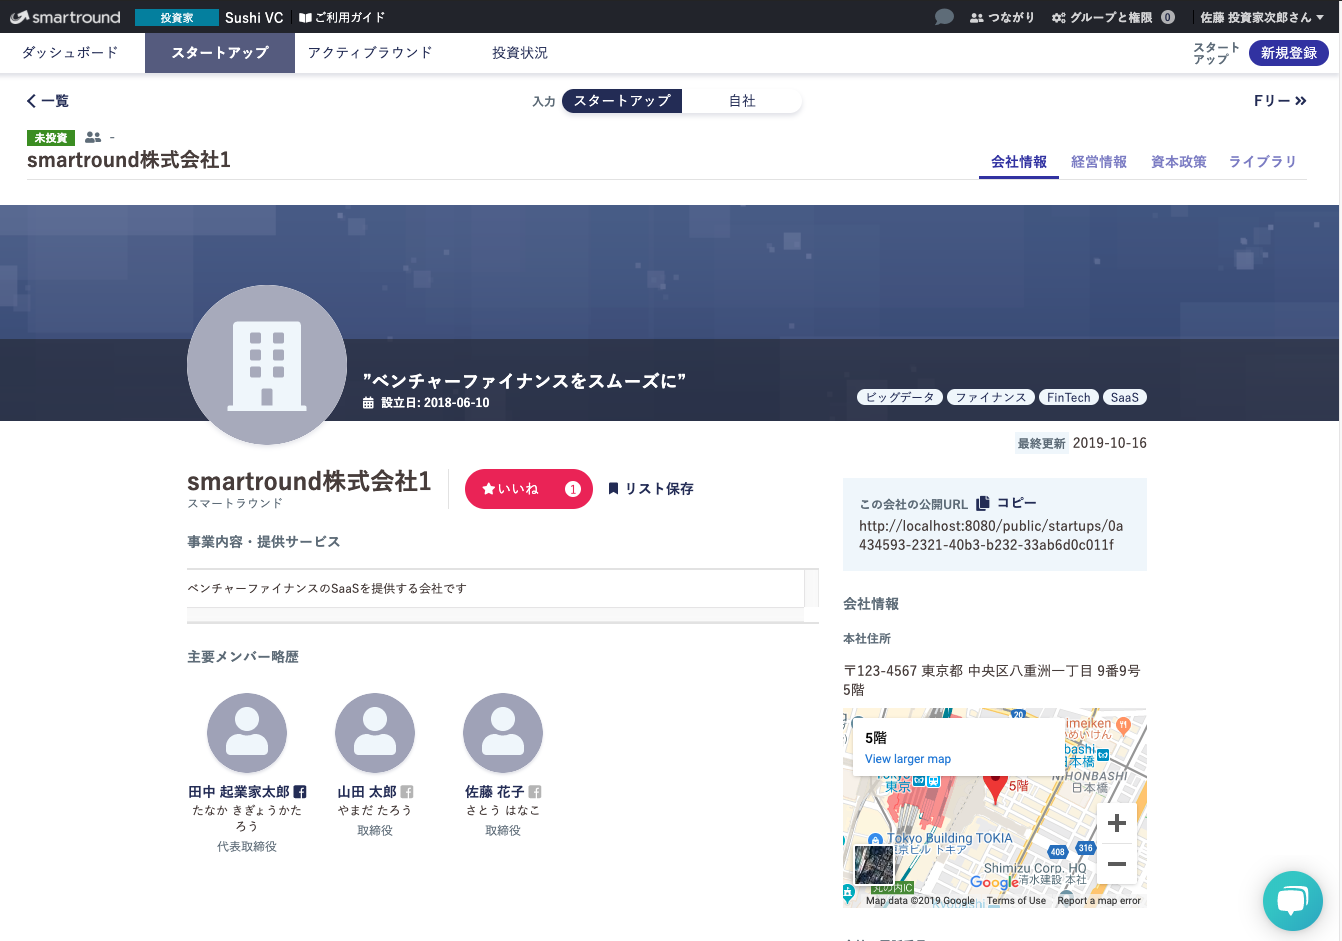 smartround 投資家 Sushi VC ご利用ガイド つながり グループと権限 0 佐藤 投資家次郎さん
ダッシュボード スタートアップ アクティブラウンド 投資状況 スタートアップ 新規登録
一覧 入力 スタートアップ 自社 Fリー
未投資 -
smartround株式会社1
会社情報 経営情報 資本政策 ライブラリ
”ベンチャーファイナンスをスムーズに”
設立日: 2018-06-10
ビッグデータ ファイナンス FinTech SaaS
最終更新 2019-10-16
smartround株式会社1
スマートラウンド
いいね 1 リスト保存
事業内容・提供サービス
ベンチャーファイナンスのSaaSを提供する会社です
主要メンバー略歴
田中 起業家太郎
たなか きぎょうかた
ろう
代表取締役
山田 太郎
やまだ たろう
取締役
佐藤 花子
さとう はなこ
取締役
この会社の公開URL コピー
http://localhost:8080/public/startups/0a
434593-2321-40b3-b232-33ab6d0c011f
会社情報
本社住所
〒123-4567 東京都 中央区八重洲一丁目 9番9号
5階
20
5階
View larger map
東京
5階
NIHONBASHI
日本橋
Tokyo Building TOKIA
408
316
Shimizu Corp. HQ
清水建設 本社
Google
Map data ©2019 Google Terms of Use Report a map error